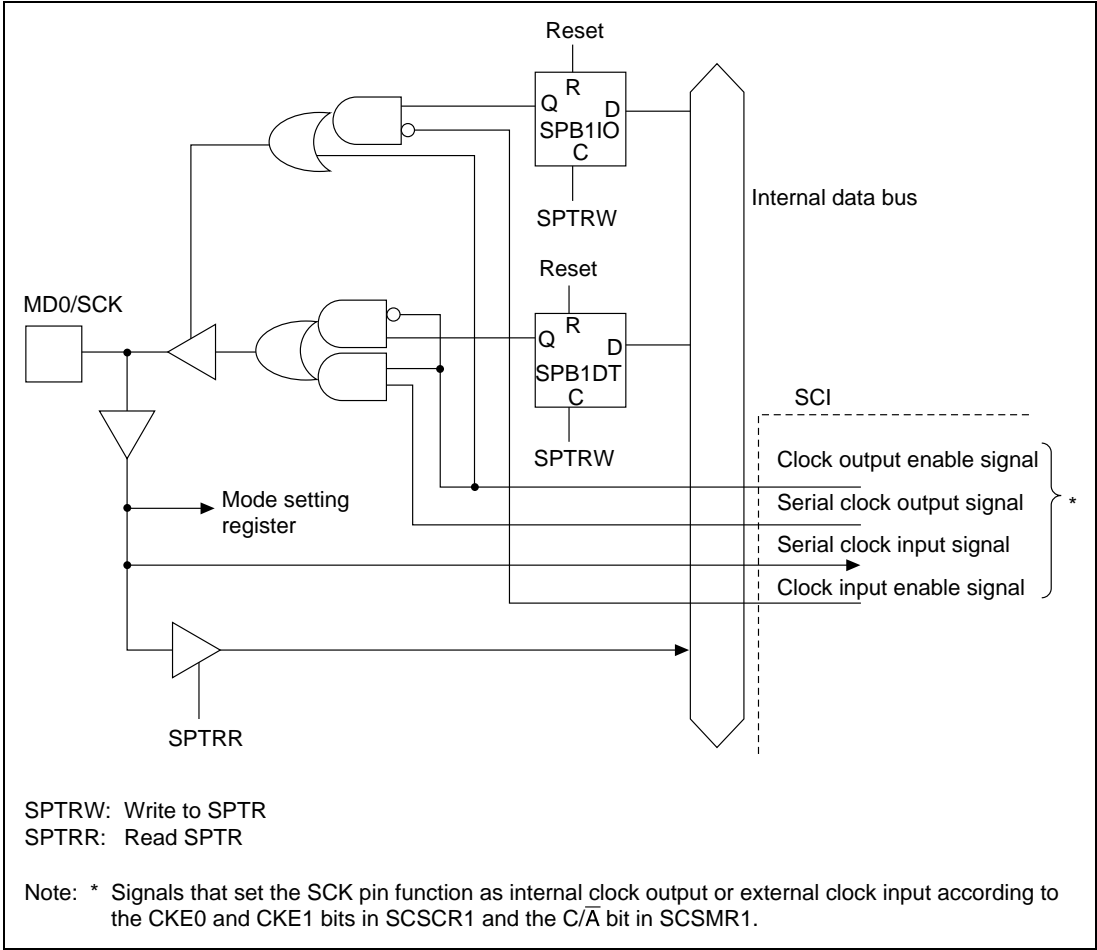 Reset
R
Q
D
SPB1IO
C
SPTRW
Internal data bus
Reset
MD0/SCK
R
Q
D
SPB1DT
C
SPTRW
SCI
Clock output enable signal
Serial clock output signal
*
Serial clock input signal
Clock input enable signal
Mode setting
register
SPTRR
SPTRW: Write to SPTR
SPTRR: Read SPTR
Note: * Signals that set the SCK pin function as internal clock output or external clock input according to
the CKE0 and CKE1 bits in SCSCR1 and the C/A̅ bit in SCSMR1.